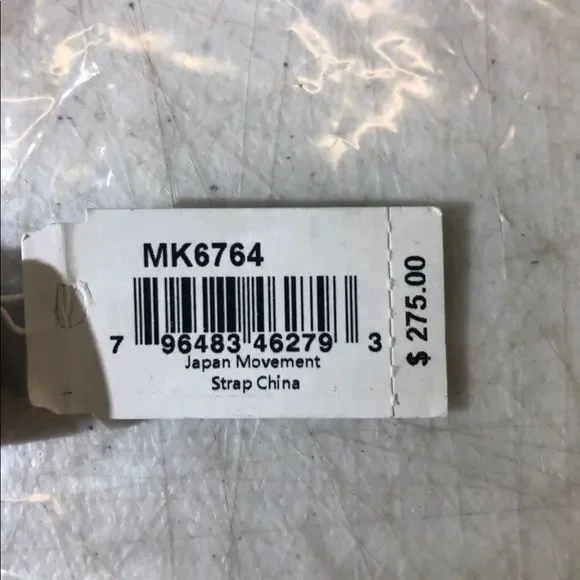 MK6764
7 96483 46279 3
Japan Movement
Strap China
$ 275.00